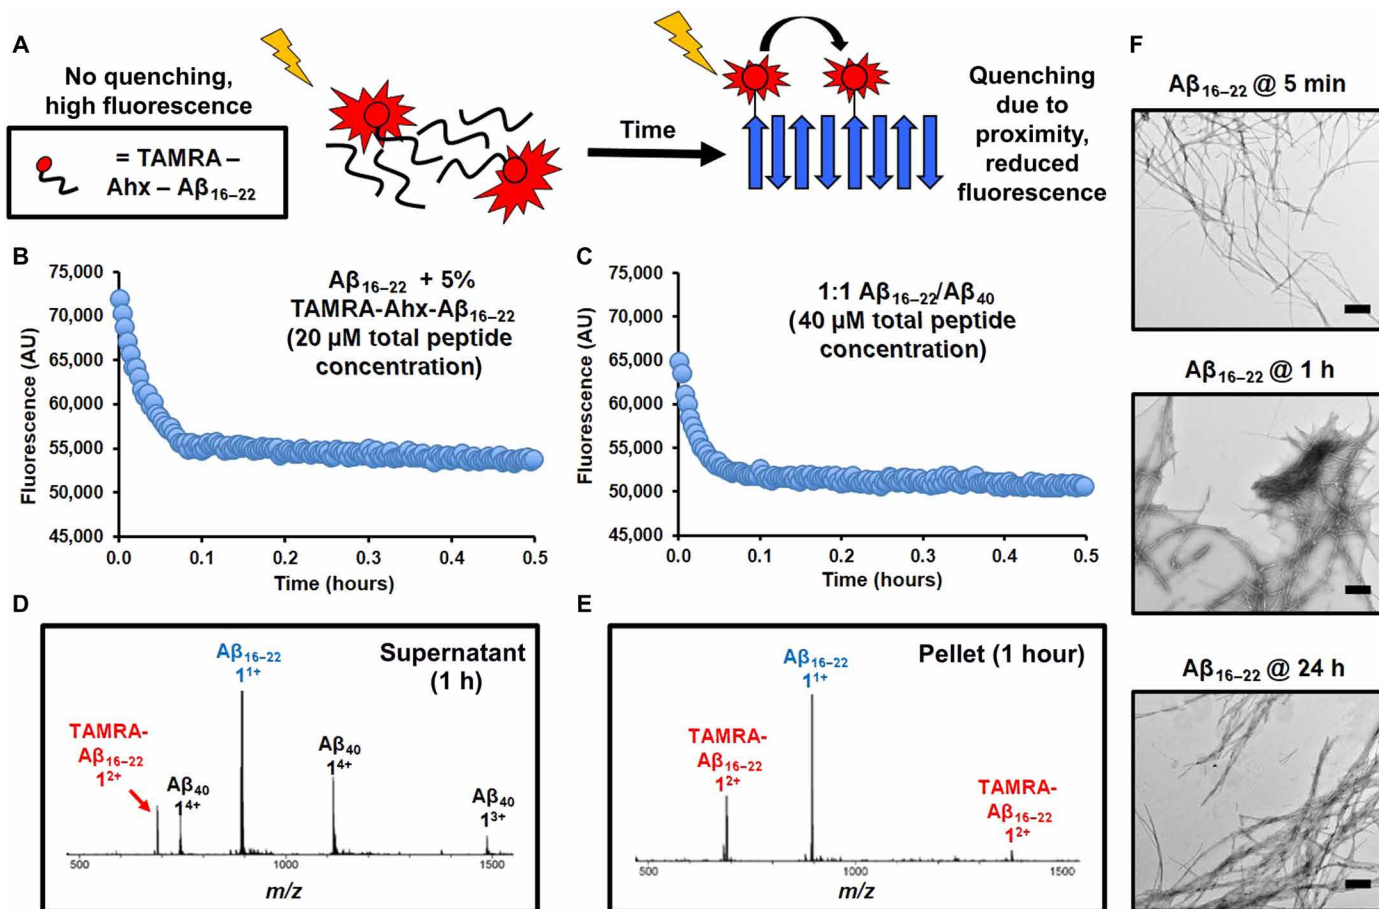 A
No quenching,
high fluorescence
= TAMRA –
Ahx – Aβ16–22
Time
Quenching
due to
proximity,
reduced
fluorescence
B
75,000
70,000
65,000
60,000
55,000
50,000
45,000
Fluorescence (AU)
Aβ16–22 + 5%
TAMRA-Ahx-Aβ16–22
(20 µM total peptide
concentration)
0.0 0.1 0.2 0.3 0.4 0.5
Time (hours)
C
75,000
70,000
65,000
60,000
55,000
50,000
45,000
Fluorescence (AU)
1:1 Aβ16–22/Aβ40
(40 µM total peptide
concentration)
0.0 0.1 0.2 0.3 0.4 0.5
Time (hours)
D
Supernatant
(1 h)
TAMRA-
Aβ16–22
12+
Aβ40
14+
Aβ16–22
11+
Aβ40
14+
Aβ40
13+
500 1000 1500
m/z
E
Pellet (1 hour)
TAMRA-
Aβ16–22
12+
Aβ16–22
11+
TAMRA-
Aβ16–22
12+
500 1000 1500
m/z
F
Aβ16–22 @ 5 min
Aβ16–22 @ 1 h
Aβ16–22 @ 24 h